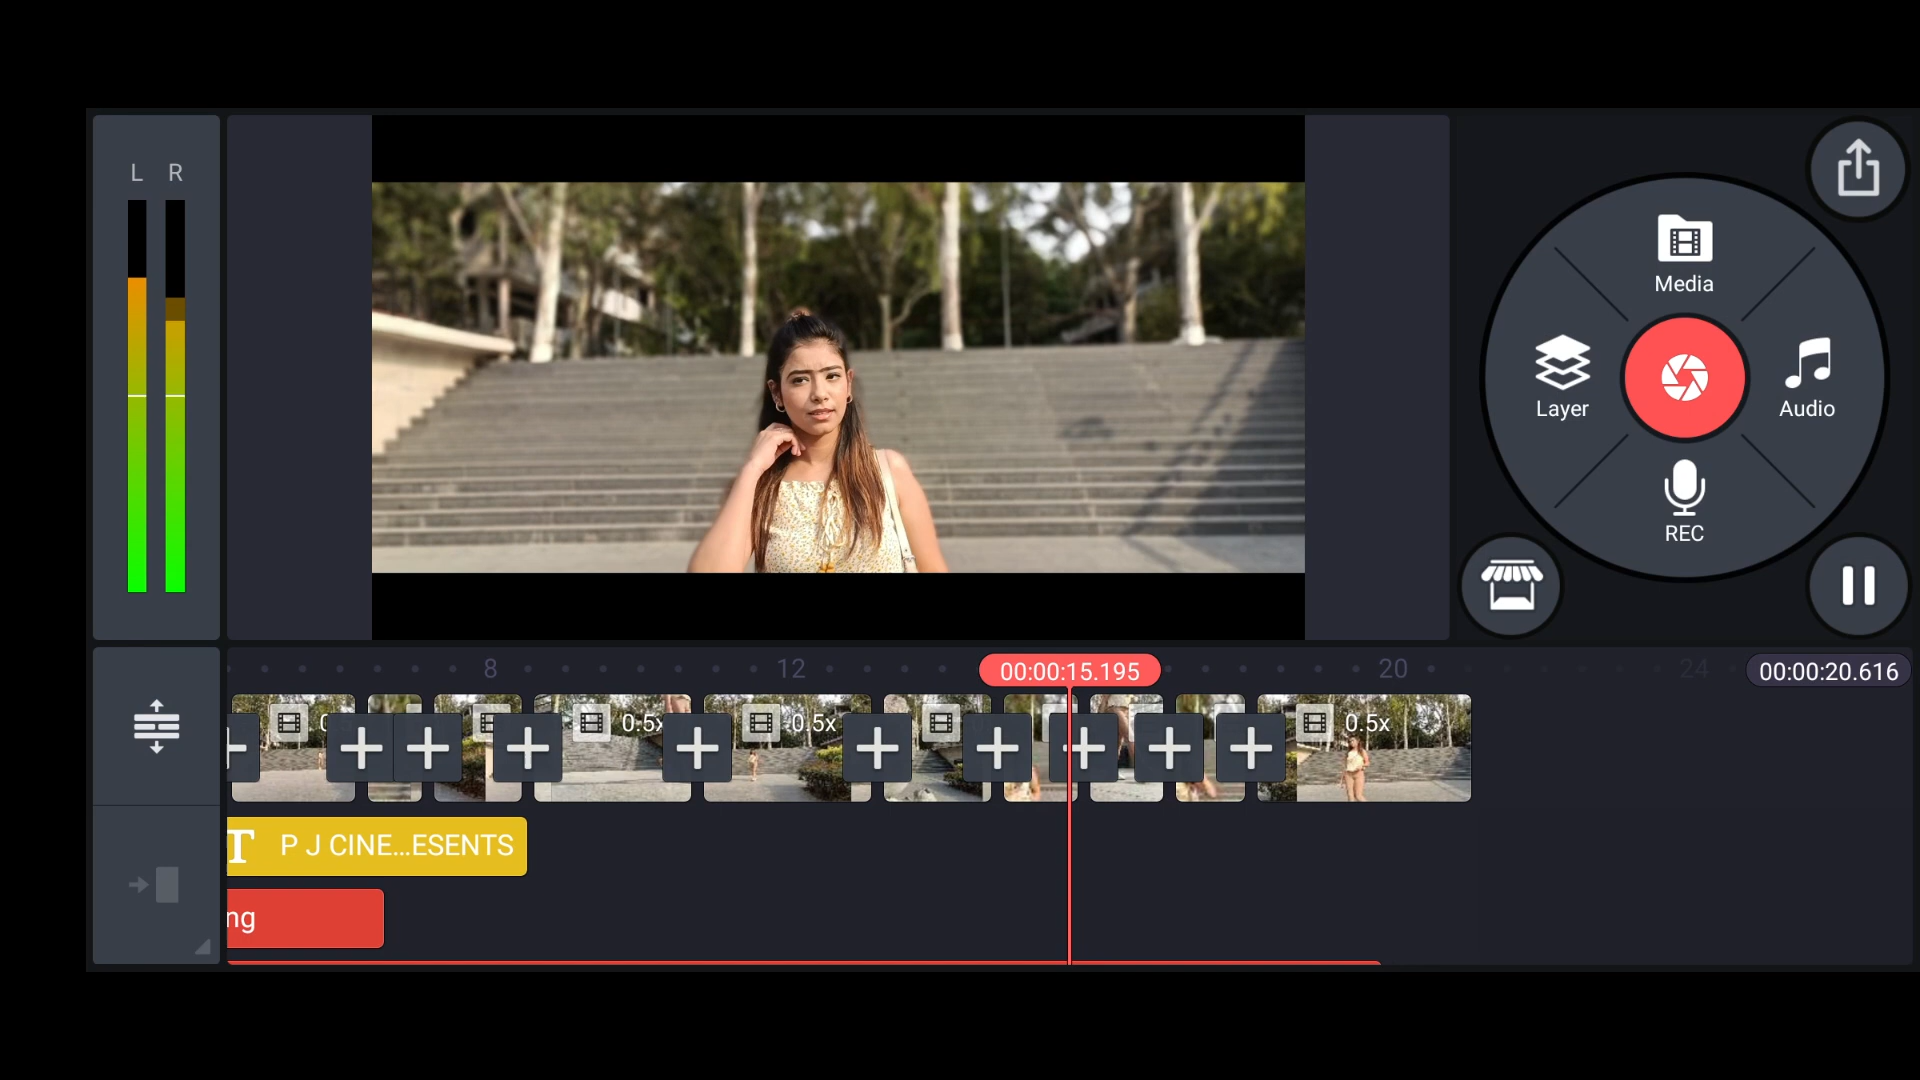 L R
Media
Layer
Audio
REC
8 12 00:00:15.195 20 24 00:00:20.616
0.5x -0.5x 0.5x
P J CINE...ESENTS
ng